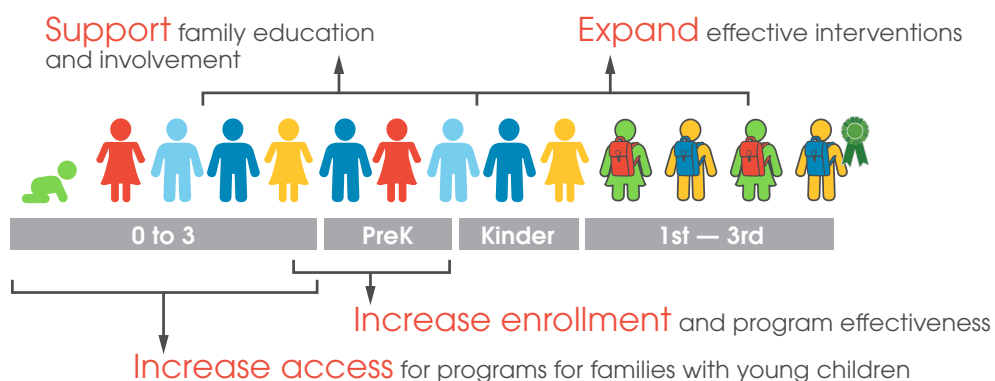 Support family education
and involvement
Expand effective interventions
0 to 3
PreK
Kinder
1st — 3rd
Increase enrollment and program effectiveness
Increase access for programs for families with young children